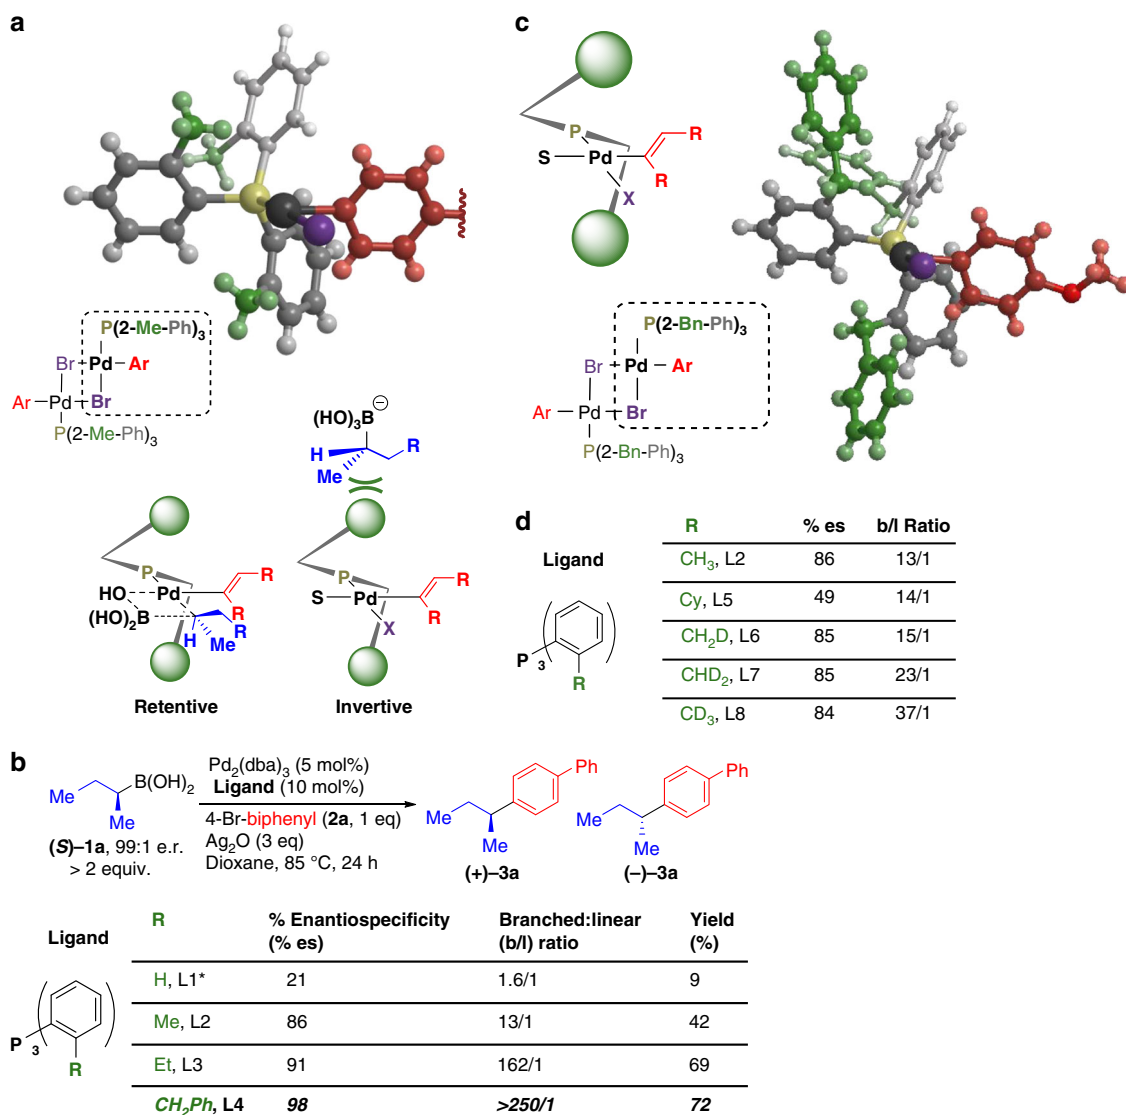 a
P(2-Me-Ph)3
Br
Pd
Ar
Ar
Pd
Br
P(2-Me-Ph)3
(HO)3B ⊖
H
R
Me
P
HO
Pd
R
(HO)2B
R
R
H
Me
Retentive
P
R
S
Pd
R
X
Invertive
c
P
R
S
Pd
R
X
P(2-Bn-Ph)3
Br
Pd
Ar
Ar
Pd
Br
P(2-Bn-Ph)3
d
Ligand
P
3
R
R % es b/l Ratio
CH3, L2 86 13/1
Cy, L5 49 14/1
CH2D, L6 85 15/1
CHD2, L7 85 23/1
CD3, L8 84 37/1
b
Me
B(OH)2
Me
(S)–1a, 99:1 e.r.
> 2 equiv.
Pd2(dba)3 (5 mol%)
Ligand (10 mol%)
4-Br-biphenyl (2a, 1 eq)
Ag2O (3 eq)
Dioxane, 85 °C, 24 h
Ph
Me
Me
(+)–3a
Ph
Me
Me
(–)–3a
Ligand
P
3
R
R % Enantiospecificity (% es) Branched:linear (b/l) ratio Yield (%)
H, L1* 21 1.6/1 9
Me, L2 86 13/1 42
Et, L3 91 162/1 69
CH2Ph, L4 98 >250/1 72